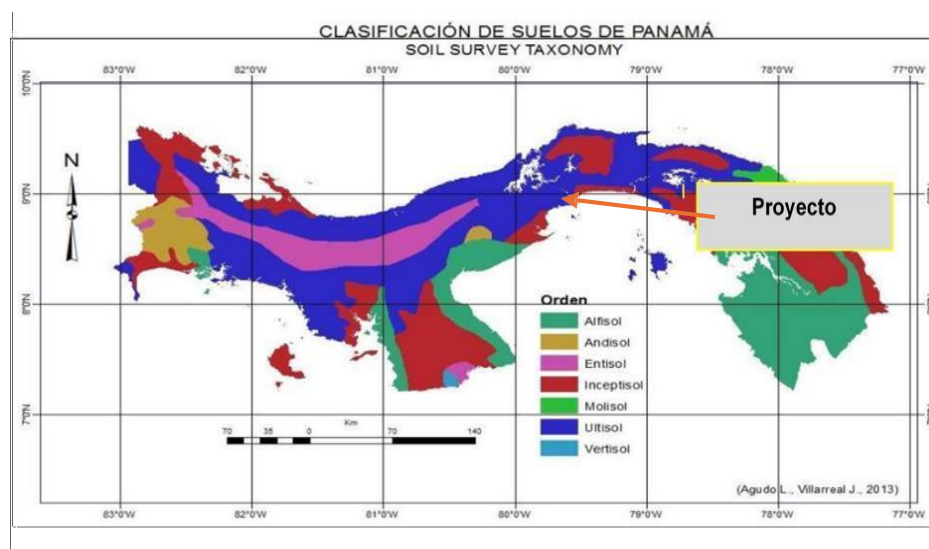 CLASIFICACIÓN DE SUELOS DE PANAMÁ
SOIL SURVEY TAXONOMY
83°0'W 82°0'W 81°0'W 80°0'W 79°0'W 78°0'W 77°0'W
10°0'N
N
9°0'N
Proyecto
8°0'N
Orden
Alfisol
Andisol
Entisol
Inceptisol
Molisol
Ultisol
Vertisol
7°0'N
Km
70 35 0 70 140
(Agudo L., Villarreal J., 2013)
83°0'W 82°0'W 81°0'W 80°0'W 79°0'W 78°0'W 77°0'W